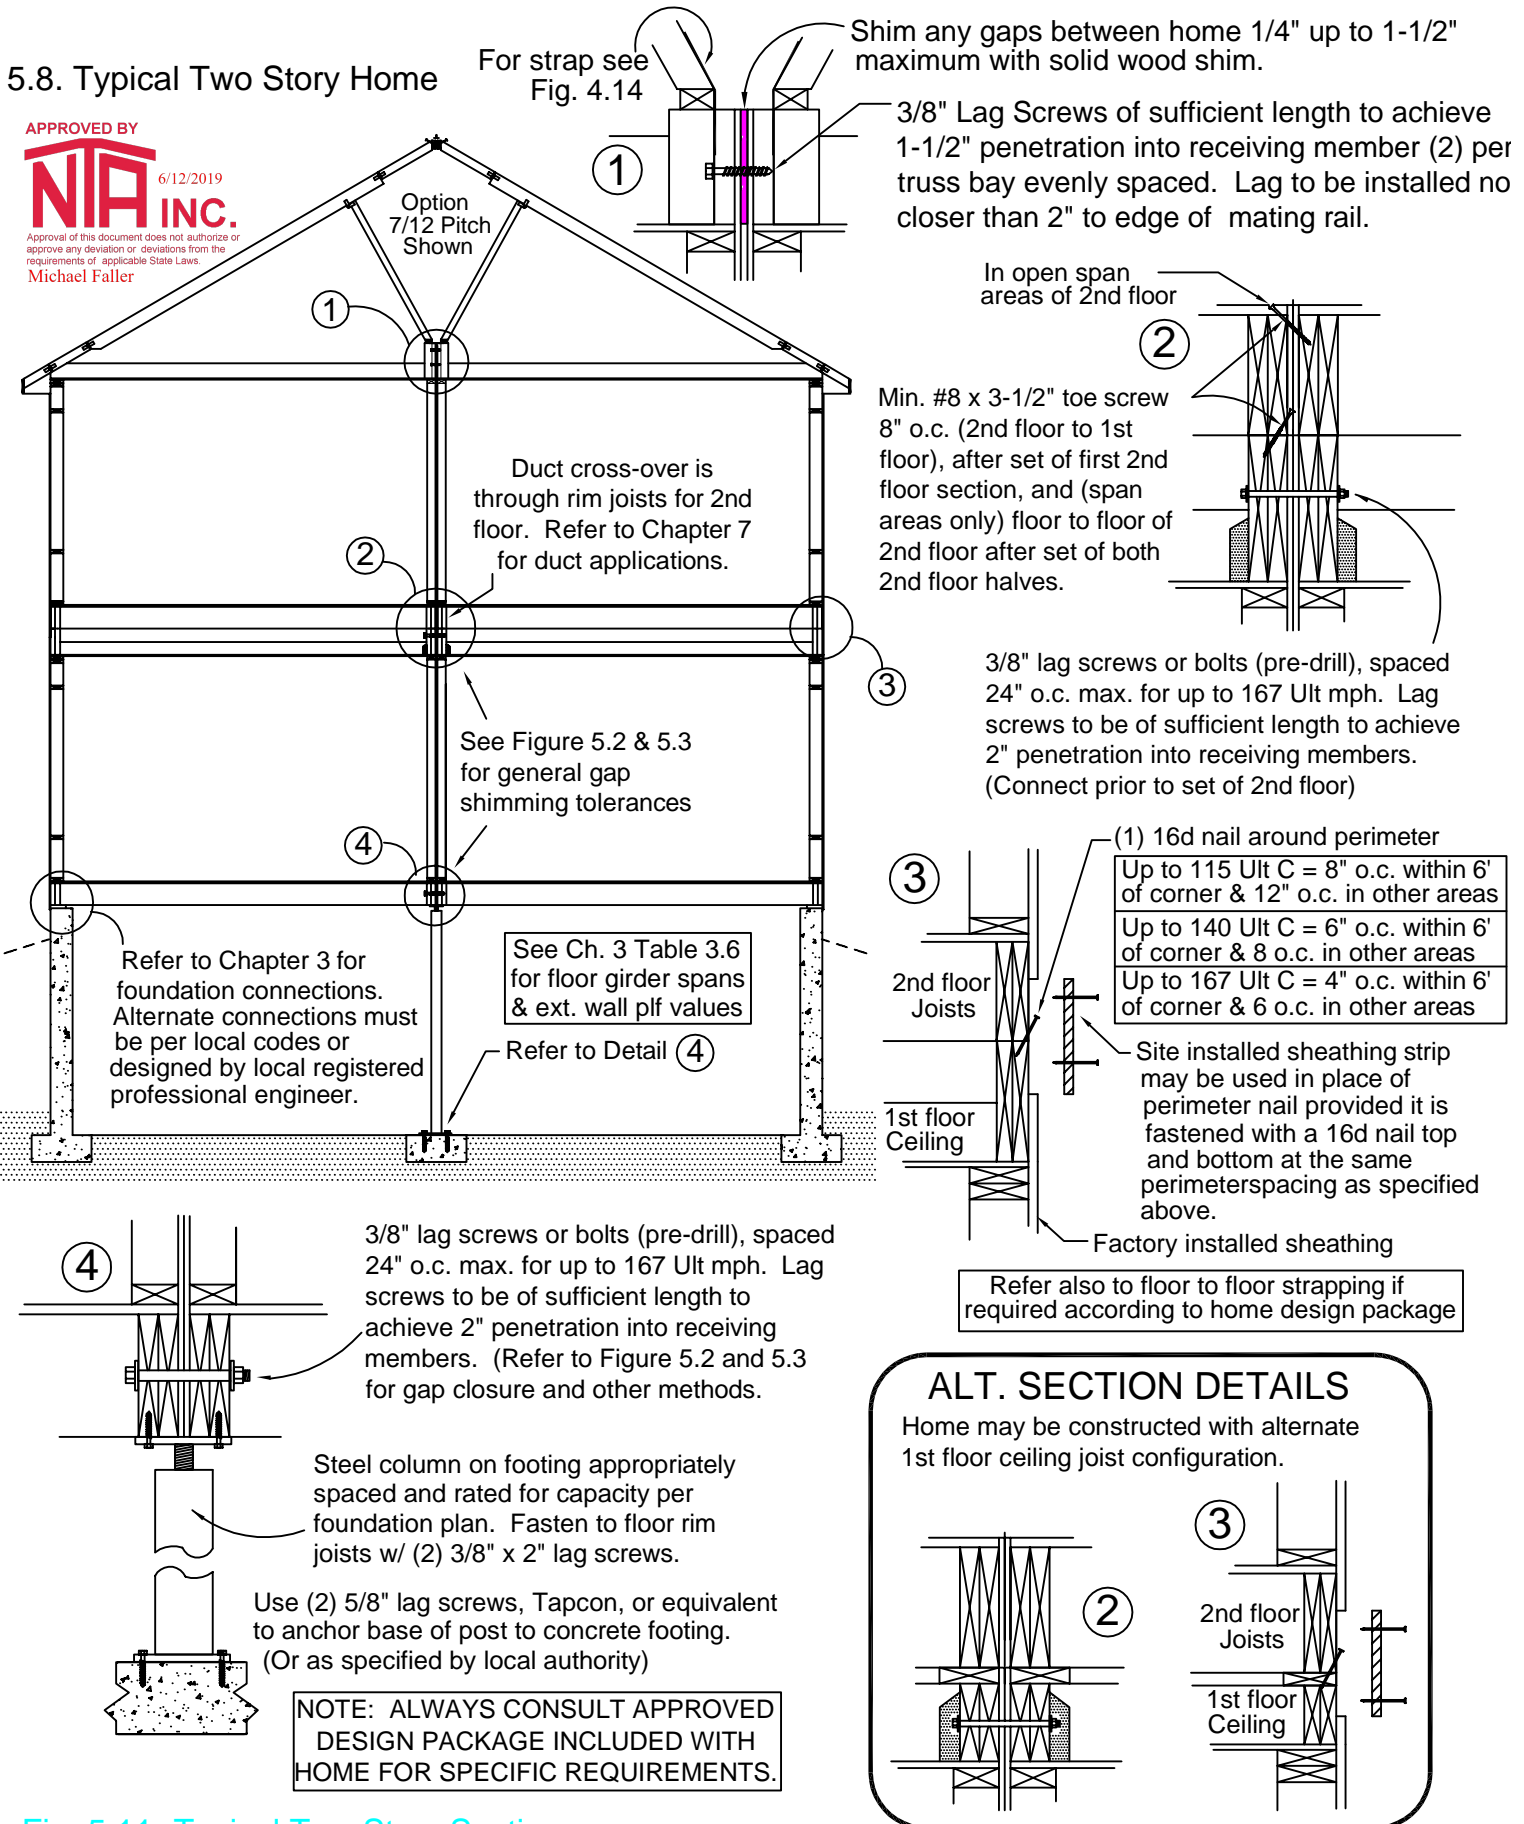 5.8. Typical Two Story Home
APPROVED BY
NTA INC.
6/12/2019
Approval of this document does not authorize or
approve any deviation or deviations from the
requirements of applicable State Laws.
Michael Faller
For strap see
Fig. 4.14
Shim any gaps between home 1/4" up to 1-1/2"
maximum with solid wood shim.
1
3/8" Lag Screws of sufficient length to achieve
1-1/2" penetration into receiving member (2) per
truss bay evenly spaced. Lag to be installed no
closer than 2" to edge of mating rail.
Option
7/12 Pitch
Shown
1
Duct cross-over is
through rim joists for 2nd
floor. Refer to Chapter 7
for duct applications.
2
3
See Figure 5.2 & 5.3
for general gap
shimming tolerances
4
Refer to Chapter 3 for
foundation connections.
Alternate connections must
be per local codes or
designed by local registered
professional engineer.
See Ch. 3 Table 3.6
for floor girder spans
& ext. wall plf values
Refer to Detail 4
In open span
areas of 2nd floor
2
Min. #8 x 3-1/2" toe screw
8" o.c. (2nd floor to 1st
floor), after set of first 2nd
floor section, and (span
areas only) floor to floor of
2nd floor after set of both
2nd floor halves.
3/8" lag screws or bolts (pre-drill), spaced
24" o.c. max. for up to 167 Ult mph. Lag
screws to be of sufficient length to achieve
2" penetration into receiving members.
(Connect prior to set of 2nd floor)
3
(1) 16d nail around perimeter
Up to 115 Ult C = 8" o.c. within 6'
of corner & 12" o.c. in other areas
Up to 140 Ult C = 6" o.c. within 6'
of corner & 8 o.c. in other areas
Up to 167 Ult C = 4" o.c. within 6'
of corner & 6 o.c. in other areas
2nd floor
Joists
1st floor
Ceiling
Site installed sheathing strip
may be used in place of
perimeter nail provided it is
fastened with a 16d nail top
and bottom at the same
perimeterspacing as specified
above.
Factory installed sheathing
Refer also to floor to floor strapping if
required according to home design package
4
3/8" lag screws or bolts (pre-drill), spaced
24" o.c. max. for up to 167 Ult mph. Lag
screws to be of sufficient length to
achieve 2" penetration into receiving
members. (Refer to Figure 5.2 and 5.3
for gap closure and other methods.
Steel column on footing appropriately
spaced and rated for capacity per
foundation plan. Fasten to floor rim
joists w/ (2) 3/8" x 2" lag screws.
Use (2) 5/8" lag screws, Tapcon, or equivalent
to anchor base of post to concrete footing.
(Or as specified by local authority)
NOTE: ALWAYS CONSULT APPROVED
DESIGN PACKAGE INCLUDED WITH
HOME FOR SPECIFIC REQUIREMENTS.
ALT. SECTION DETAILS
Home may be constructed with alternate
1st floor ceiling joist configuration.
2
3
2nd floor
Joists
1st floor
Ceiling